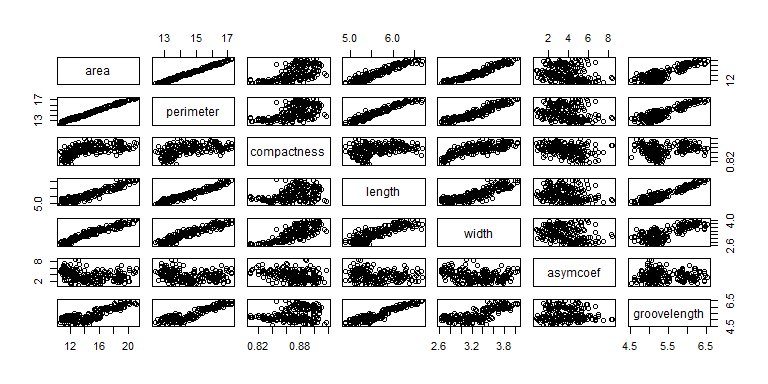 13 15 17 5.0 6.0 2 4 6 8
area 12
13 17 perimeter
compactness 0.82
5.0 length
width 2.6 4.0
2 8 asymcoef
groovelength 4.5 6.5
12 16 20 0.82 0.88 2.6 3.2 3.8 4.5 5.5 6.5